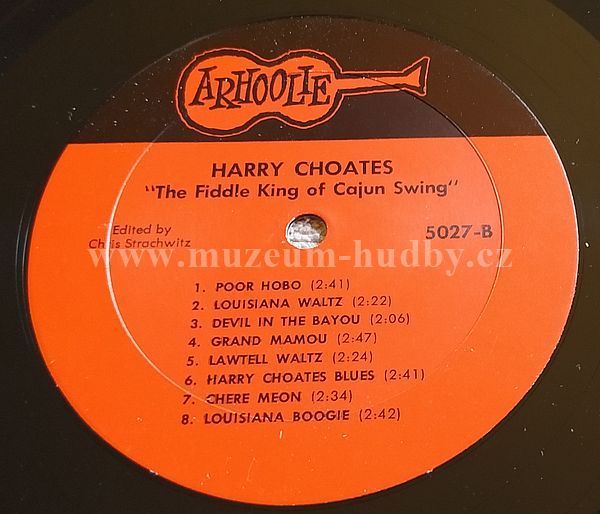 ARHOOLIE
HARRY CHOATES
"The Fiddle King of Cajun Swing"
Edited by
Chris Strachwitz
5027-B
www.muzeum-hudby.cz
1. POOR HOBO (2:41)
2. LOUISIANA WALTZ (2:22)
3. DEVIL IN THE BAYOU (2:06)
4. GRAND MAMOU (2:47)
5. LAWTELL WALTZ (2:24)
6. HARRY CHOATES BLUES (2:41)
7. CHERE MEON (2:34)
8. LOUISIANA BOOGIE (2:42)